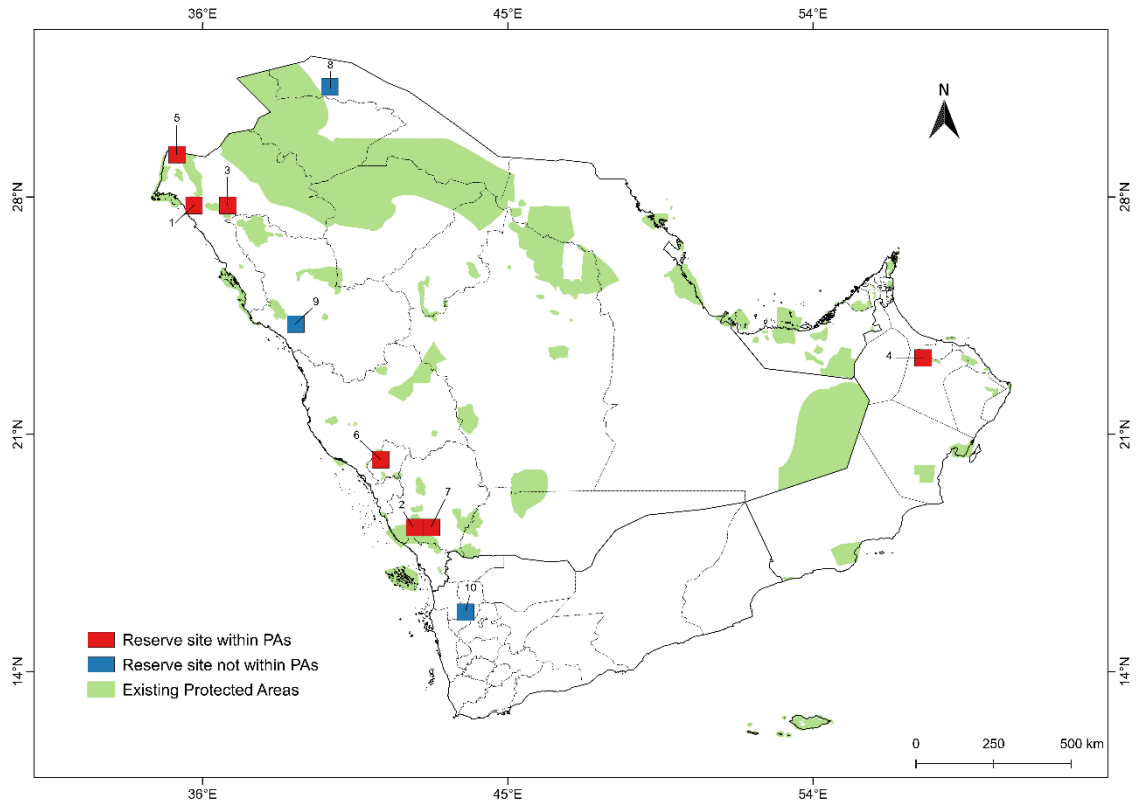 36°E 45°E 54°E
8
N
5
3
28°N 28°N
1
9
4
21°N 21°N
6
2 7
10
Reserve site within PAs
Reserve site not within PAs
Existing Protected Areas
14°N 14°N
0 250 500 km
36°E 45°E 54°E